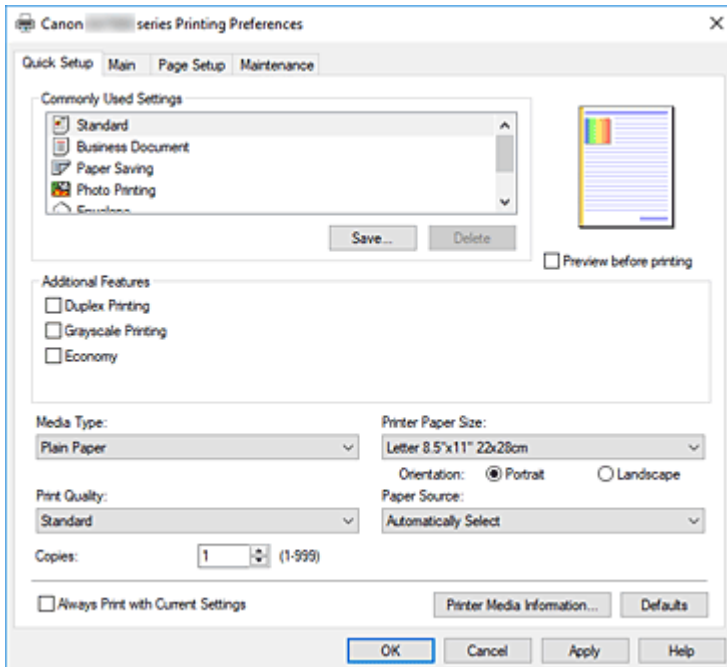 Canon series Printing Preferences
Quick Setup Main Page Setup Maintenance
Commonly Used Settings
Standard
Business Document
Paper Saving
Photo Printing
Save... Delete
Preview before printing
Additional Features
Duplex Printing
Grayscale Printing
Economy
Media Type:
Plain Paper
Printer Paper Size:
Letter 8.5"x11" 22x28cm
Orientation: Portrait Landscape
Print Quality:
Standard
Paper Source:
Automatically Select
Copies: 1 (1-999)
Always Print with Current Settings
Printer Media Information... Defaults
OK Cancel Apply Help